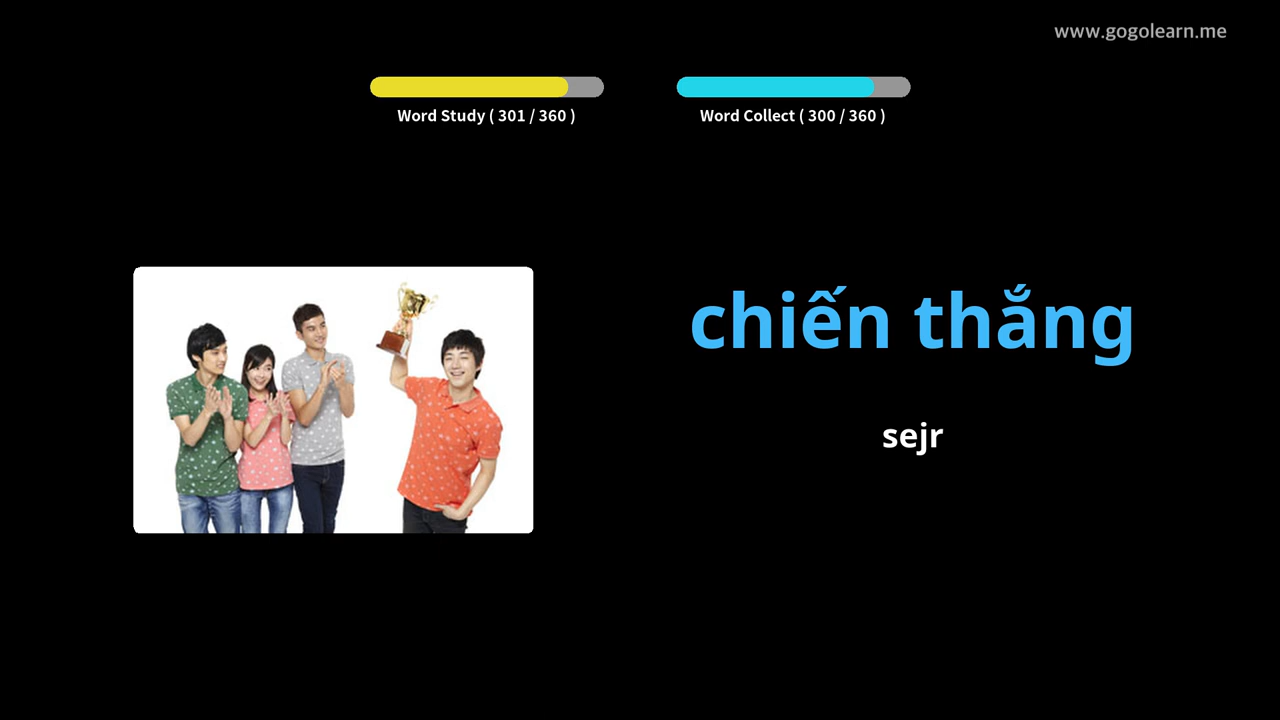 www.gogolearn.me
Word Study ( 301 / 360 )
Word Collect ( 300 / 360 )
chiến thắng
sejr